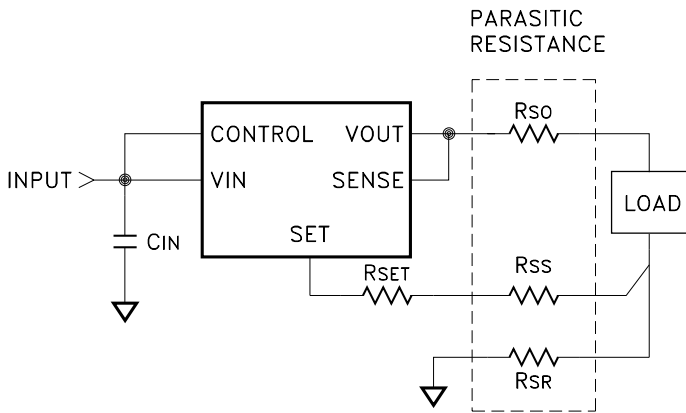 PARASITIC
RESISTANCE
RSO
CONTROL
VOUT
INPUT
VIN
SENSE
LOAD
SET
CIN
RSET
RSS
RSR